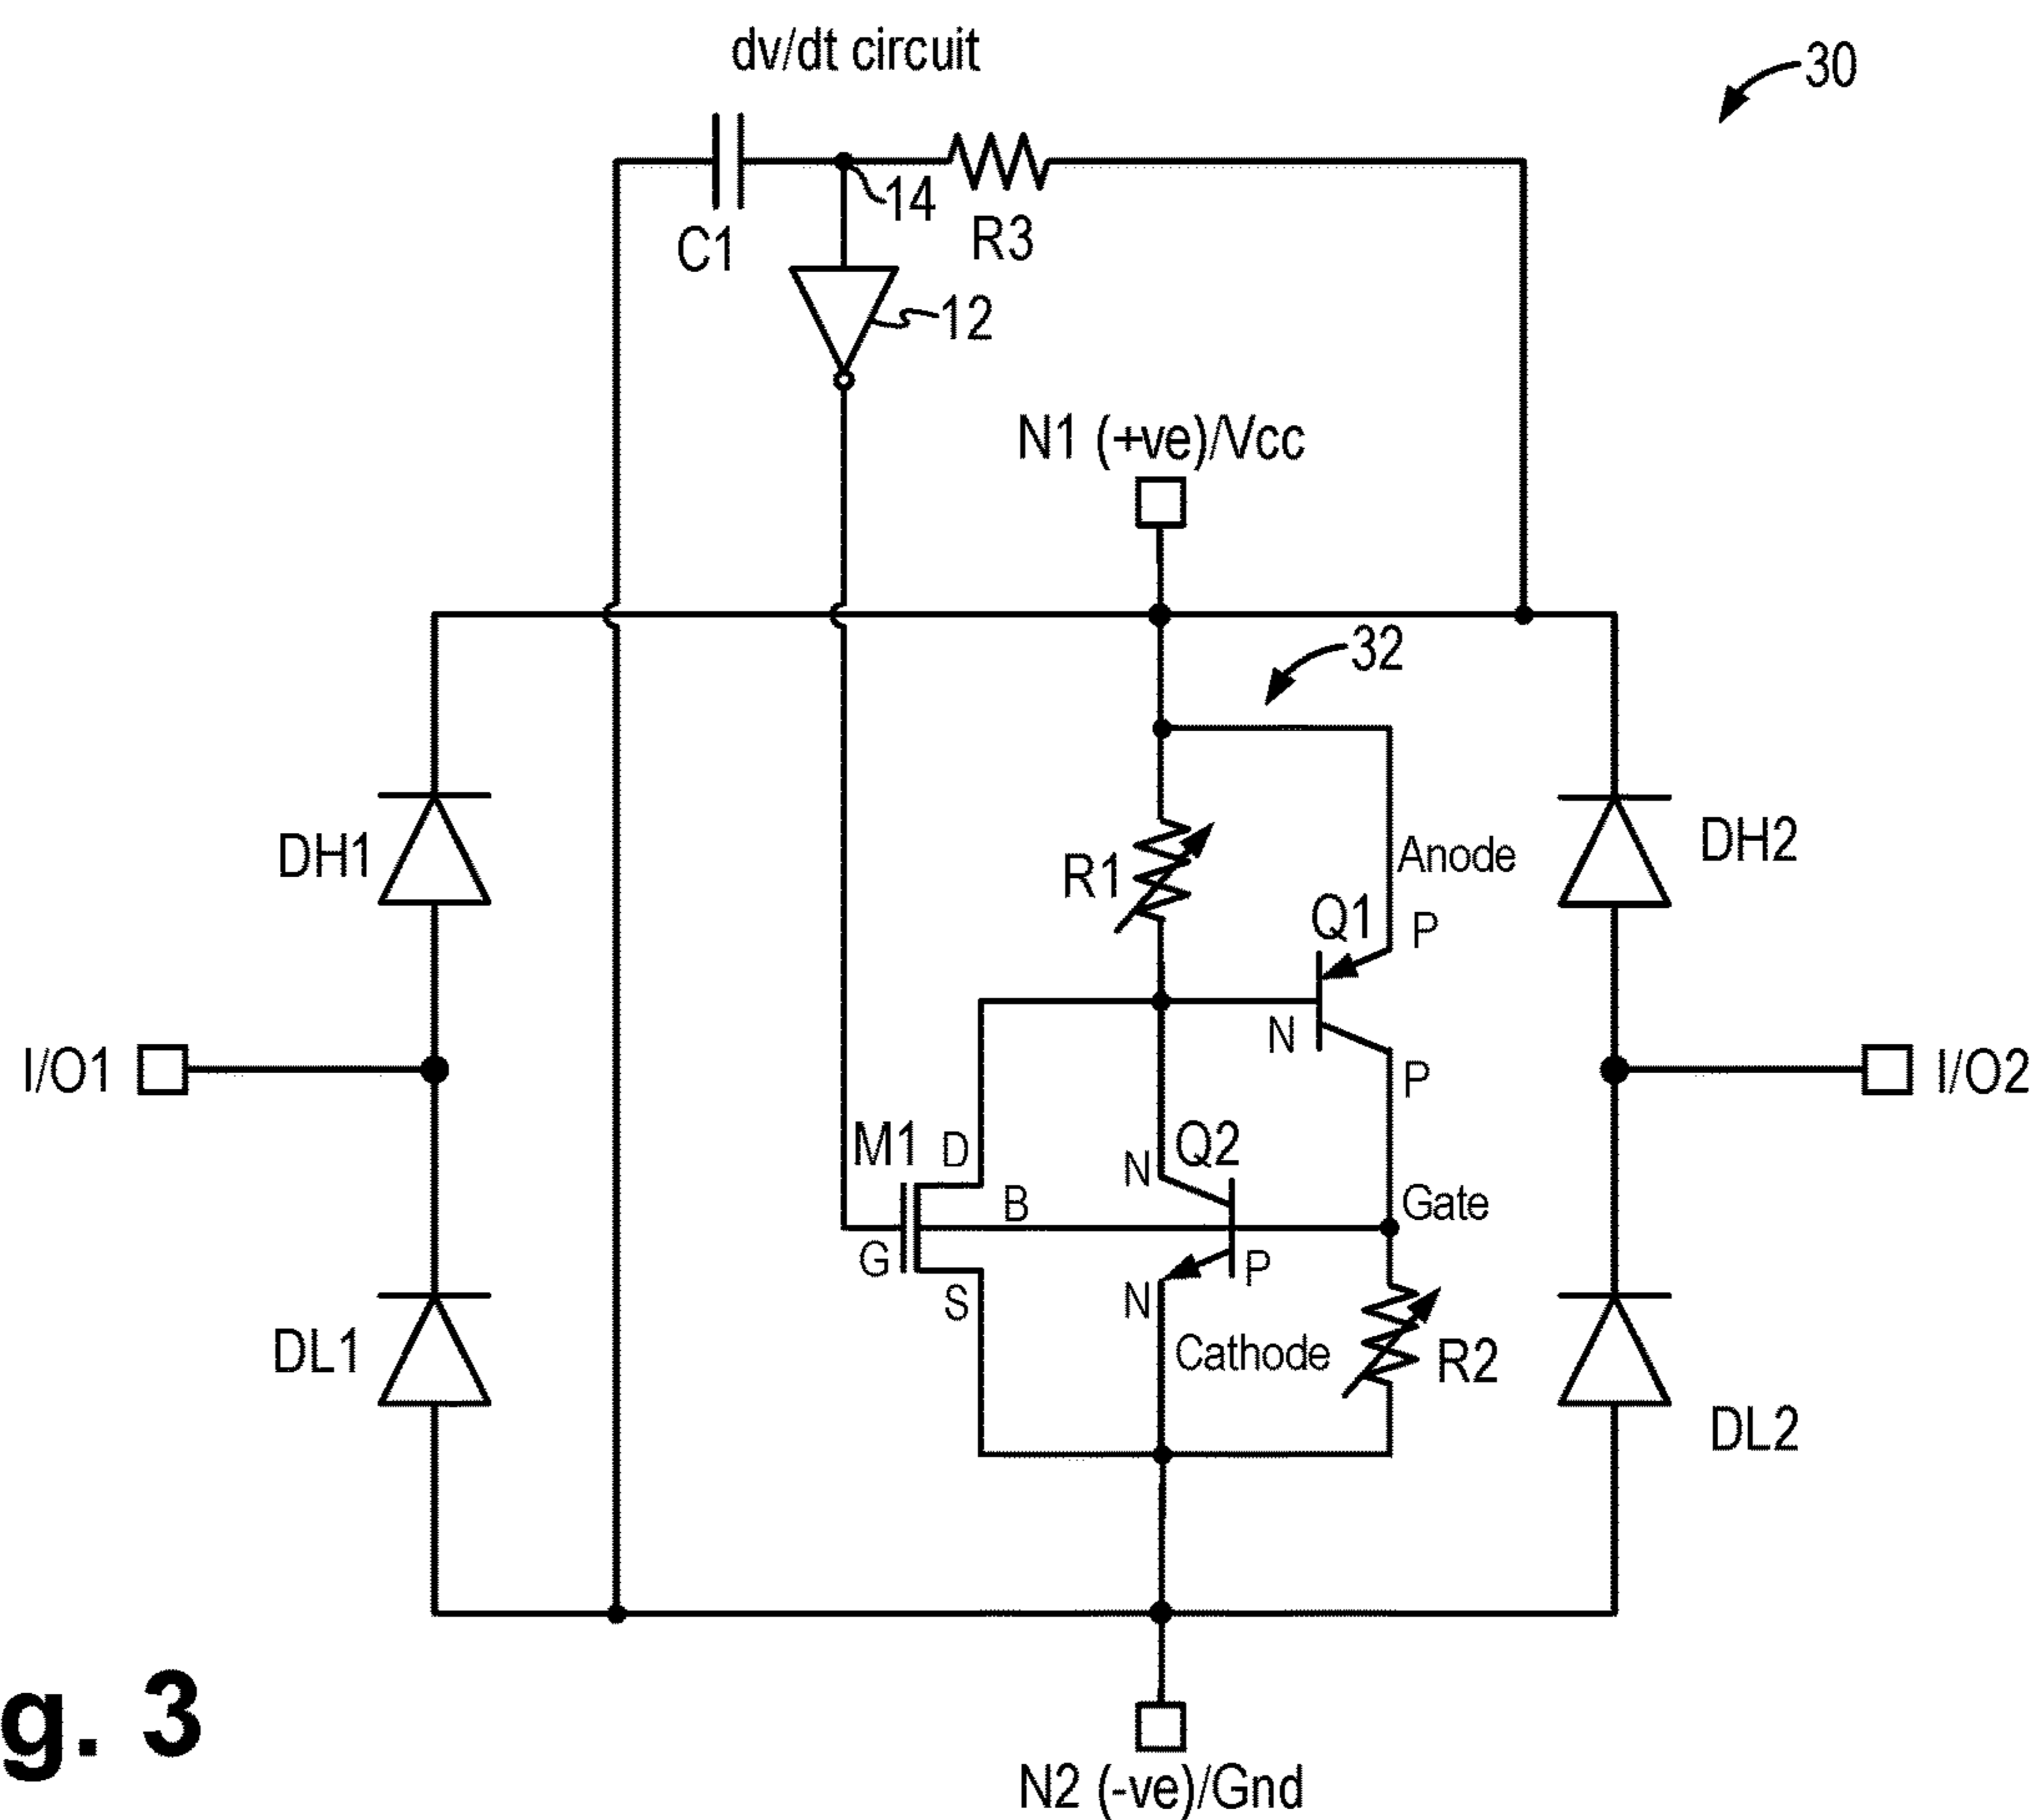 dv/dt circuit
30
14
C1
R3
12
N1 (+ve)/Vcc
32
DH1
R1
Anode
DH2
Q1
P
N
I/O1
P
I/O2
M1
D
Q2
N
B
Gate
G
P
S
N
Cathode
R2
DL1
DL2
g. 3
N2 (-ve)/Gnd